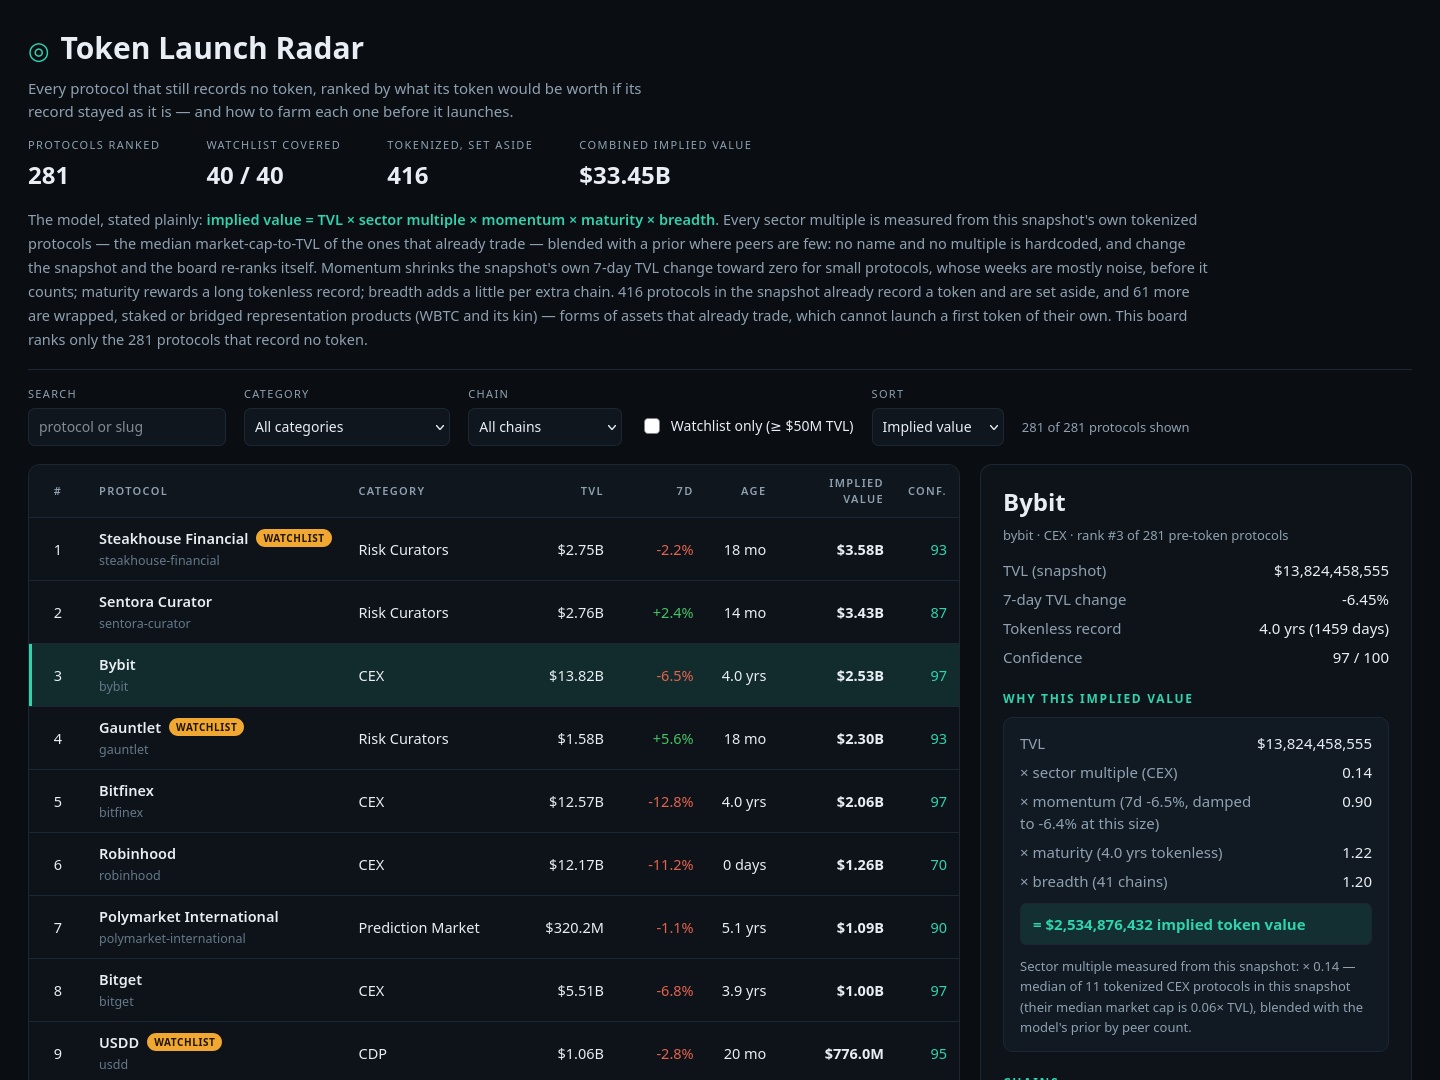 ◎ Token Launch Radar
Every protocol that still records no token, ranked by what its token would be worth if its
record stayed as it is — and how to farm each one before it launches.
PROTOCOLS RANKED WATCHLIST COVERED TOKENIZED, SET ASIDE COMBINED IMPLIED VALUE
281 40 / 40 416 $33.45B
The model, stated plainly: implied value = TVL × sector multiple × momentum × maturity × breadth. Every sector multiple is measured from this snapshot's own tokenized
protocols — the median market-cap-to-TVL of the ones that already trade — blended with a prior where peers are few: no name and no multiple is hardcoded, and change
the snapshot and the board re-ranks itself. Momentum shrinks the snapshot's own 7-day TVL change toward zero for small protocols, whose weeks are mostly noise, before it
counts; maturity rewards a long tokenless record; breadth adds a little per extra chain. 416 protocols in the snapshot already record a token and are set aside, and 61 more
are wrapped, staked or bridged representation products (WBTC and its kin) — forms of assets that already trade, which cannot launch a first token of their own. This board
ranks only the 281 protocols that record no token.
SEARCH CATEGORY CHAIN SORT
protocol or slug All categories All chains Watchlist only (≥ $50M TVL) Implied value 281 of 281 protocols shown
# PROTOCOL CATEGORY TVL 7D AGE IMPLIED VALUE CONF.
1 Steakhouse Financial WATCHLIST Risk Curators $2.75B -2.2% 18 mo $3.58B 93
steakhouse-financial
2 Sentora Curator Risk Curators $2.76B +2.4% 14 mo $3.43B 87
sentora-curator
3 Bybit CEX $13.82B -6.5% 4.0 yrs $2.53B 97
bybit
4 Gauntlet WATCHLIST Risk Curators $1.58B +5.6% 18 mo $2.30B 93
gauntlet
5 Bitfinex CEX $12.57B -12.8% 4.0 yrs $2.06B 97
bitfinex
6 Robinhood CEX $12.17B -11.2% 0 days $1.26B 70
robinhood
7 Polymarket International Prediction Market $320.2M -1.1% 5.1 yrs $1.09B 90
polymarket-international
8 Bitget CEX $5.51B -6.8% 3.9 yrs $1.00B 97
bitget
9 USDD WATCHLIST CDP $1.06B -2.8% 20 mo $776.0M 95
usdd
Bybit
bybit · CEX · rank #3 of 281 pre-token protocols
TVL (snapshot) $13,824,458,555
7-day TVL change -6.45%
Tokenless record 4.0 yrs (1459 days)
Confidence 97 / 100
WHY THIS IMPLIED VALUE
TVL $13,824,458,555
× sector multiple (CEX) 0.14
× momentum (7d -6.5%, damped 0.90
to -6.4% at this size)
× maturity (4.0 yrs tokenless) 1.22
× breadth (41 chains) 1.20
= $2,534,876,432 implied token value
Sector multiple measured from this snapshot: × 0.14 —
median of 11 tokenized CEX protocols in this snapshot
(their median market cap is 0.06× TVL), blended with the
model's prior by peer count.